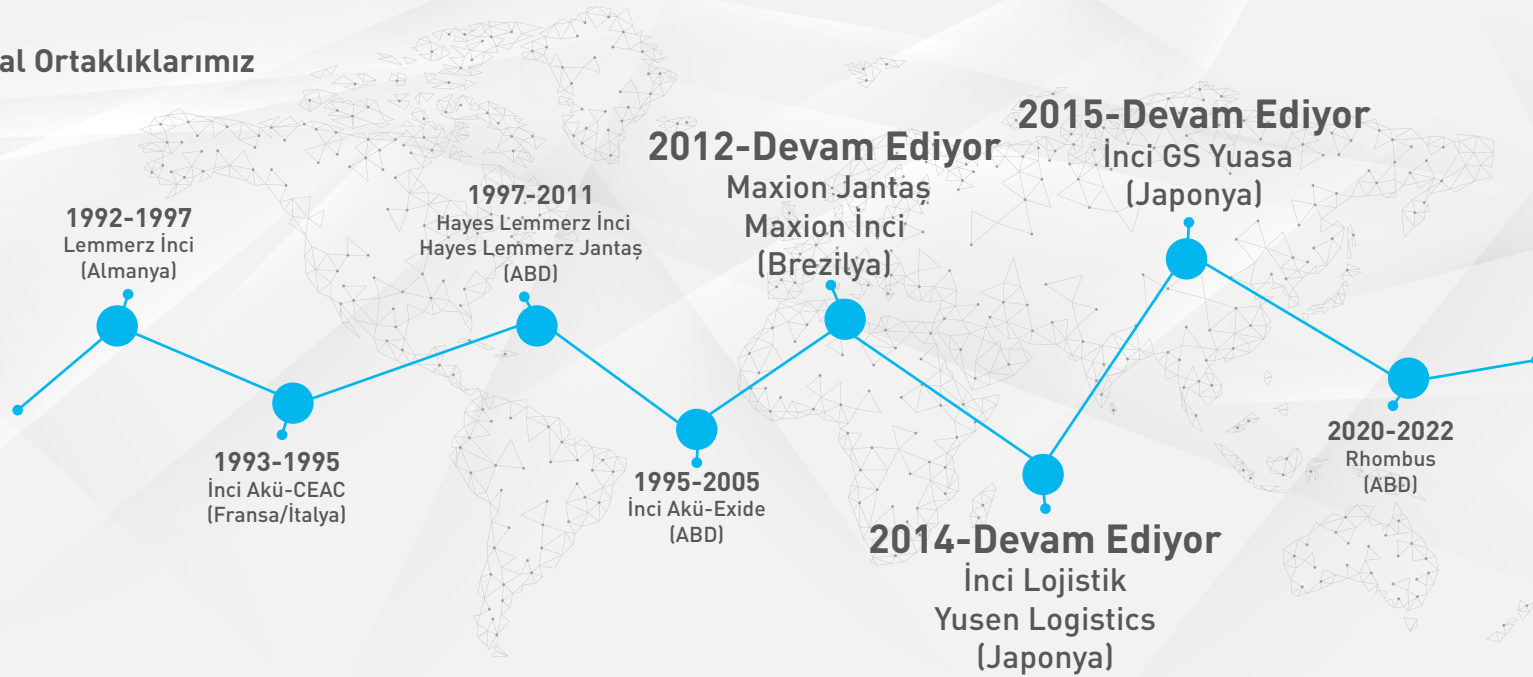 al Ortaklıklarımız
1992-1997
Lemmerz İnci
(Almanya)
1993-1995
İnci Akü-CEAC
(Fransa/İtalya)
1997-2011
Hayes Lemmerz İnci
Hayes Lemmerz Jantaş
(ABD)
1995-2005
İnci Akü-Exide
(ABD)
2012-Devam Ediyor
Maxion Jantaş
Maxion İnci
(Brezilya)
2014-Devam Ediyor
İnci Lojistik
Yusen Logistics
(Japonya)
2015-Devam Ediyor
İnci GS Yuasa
(Japonya)
2020-2022
Rhombus
(ABD)